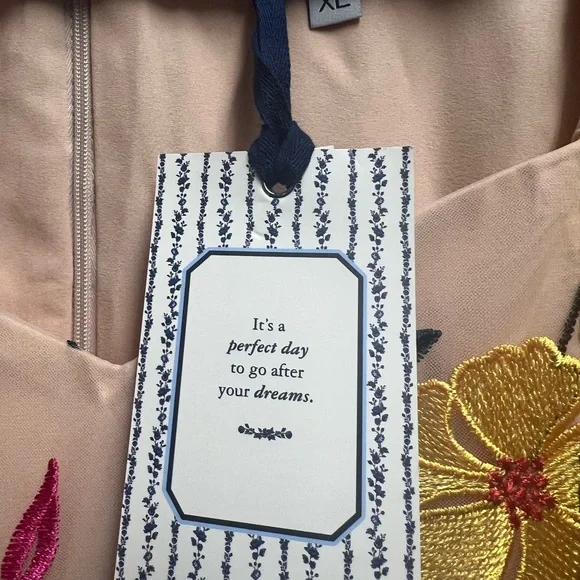 XL
It's a
perfect day
to go after
your dreams.